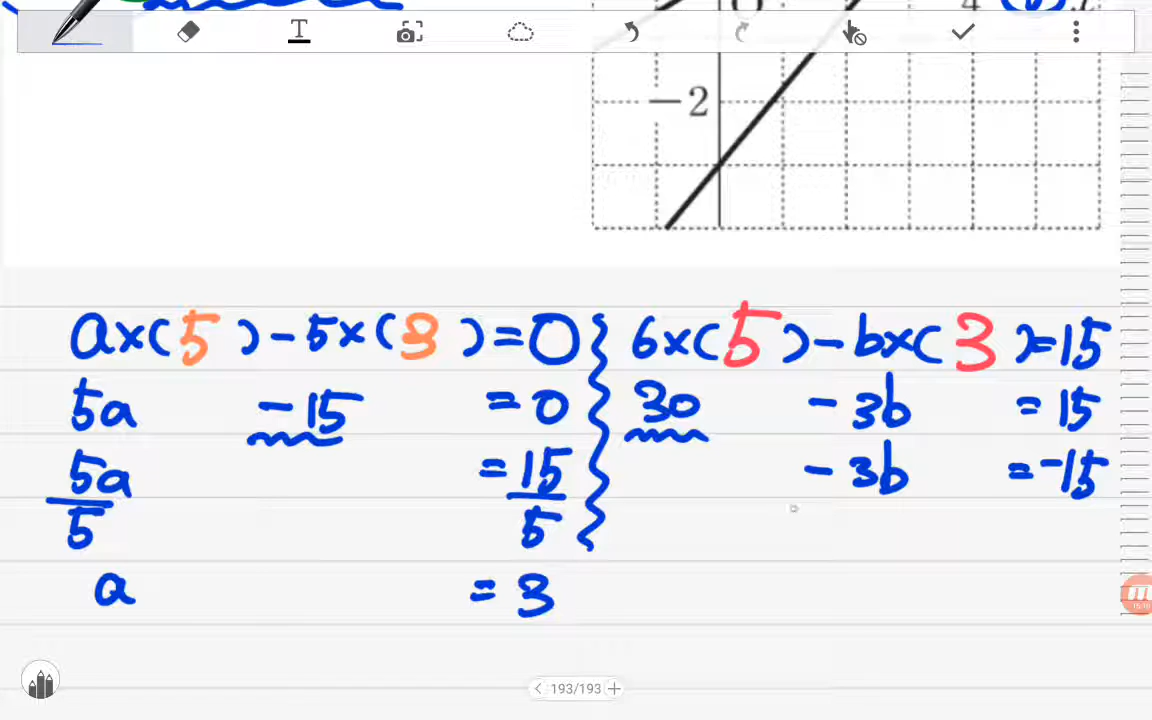 T
4
-2
a×(5)-5×(3)=0
5a -15 =0
5a =15
5 5
a =3
6×(5)-b×(3)=15
30 -3b =15
-3b =-15
193/193